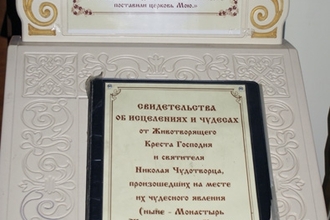 поставили церковь Мою.»
СВИДЕТЕЛЬСТВА
ОБ ИСЦЕЛЕНИЯХ И ЧУДЕСАХ
от Животворящего
Креста Господня
и святителя
Николая Чудотворца,
произошедших на месте
их чудесного явления
(ныне - Монастырь